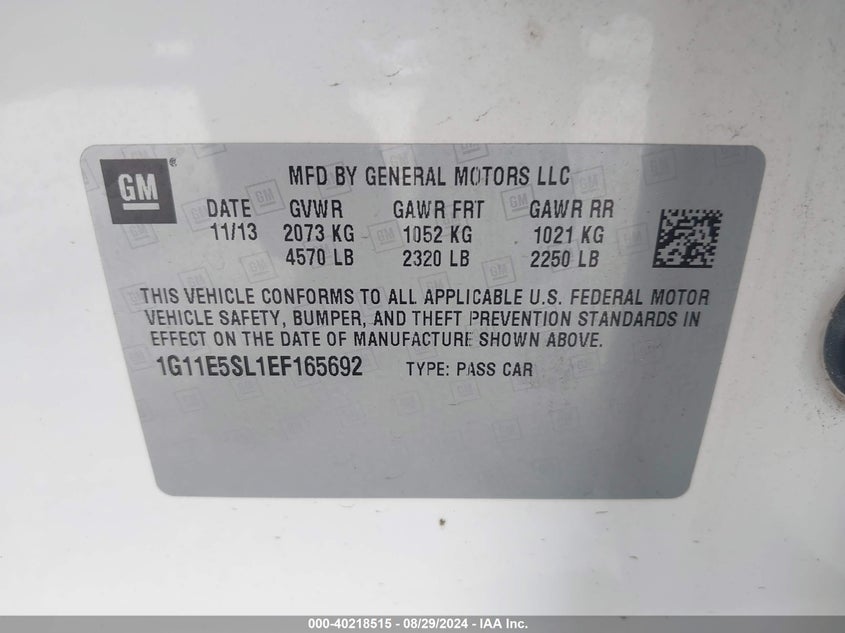 GM ®
MFD BY GENERAL MOTORS LLC
DATE GVWR GAWR FRT GAWR RR
11/13 2073 KG 1052 KG 1021 KG
4570 LB 2320 LB 2250 LB
THIS VEHICLE CONFORMS TO ALL APPLICABLE U.S. FEDERAL MOTOR
VEHICLE SAFETY, BUMPER, AND THEFT PREVENTION STANDARDS IN
EFFECT ON THE DATE OF MANUFACTURE SHOWN ABOVE.
1G11E5SL1EF165692 TYPE: PASS CAR
000-40218515 - 08/29/2024 - IAA Inc.